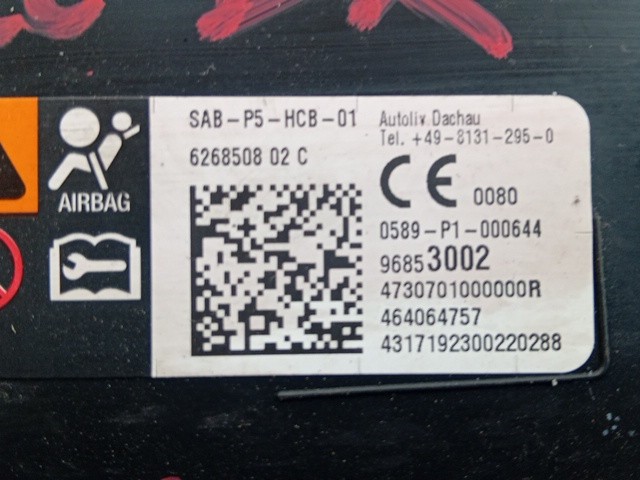 SAB-P5-HCB-01
6268508 02 C
AIRBAG
Autoliv Dachau
Tel. +49-8131-295-0
CE 0080
0589-P1-000644
96853002
4730701000000R
464064757
4317192300220288